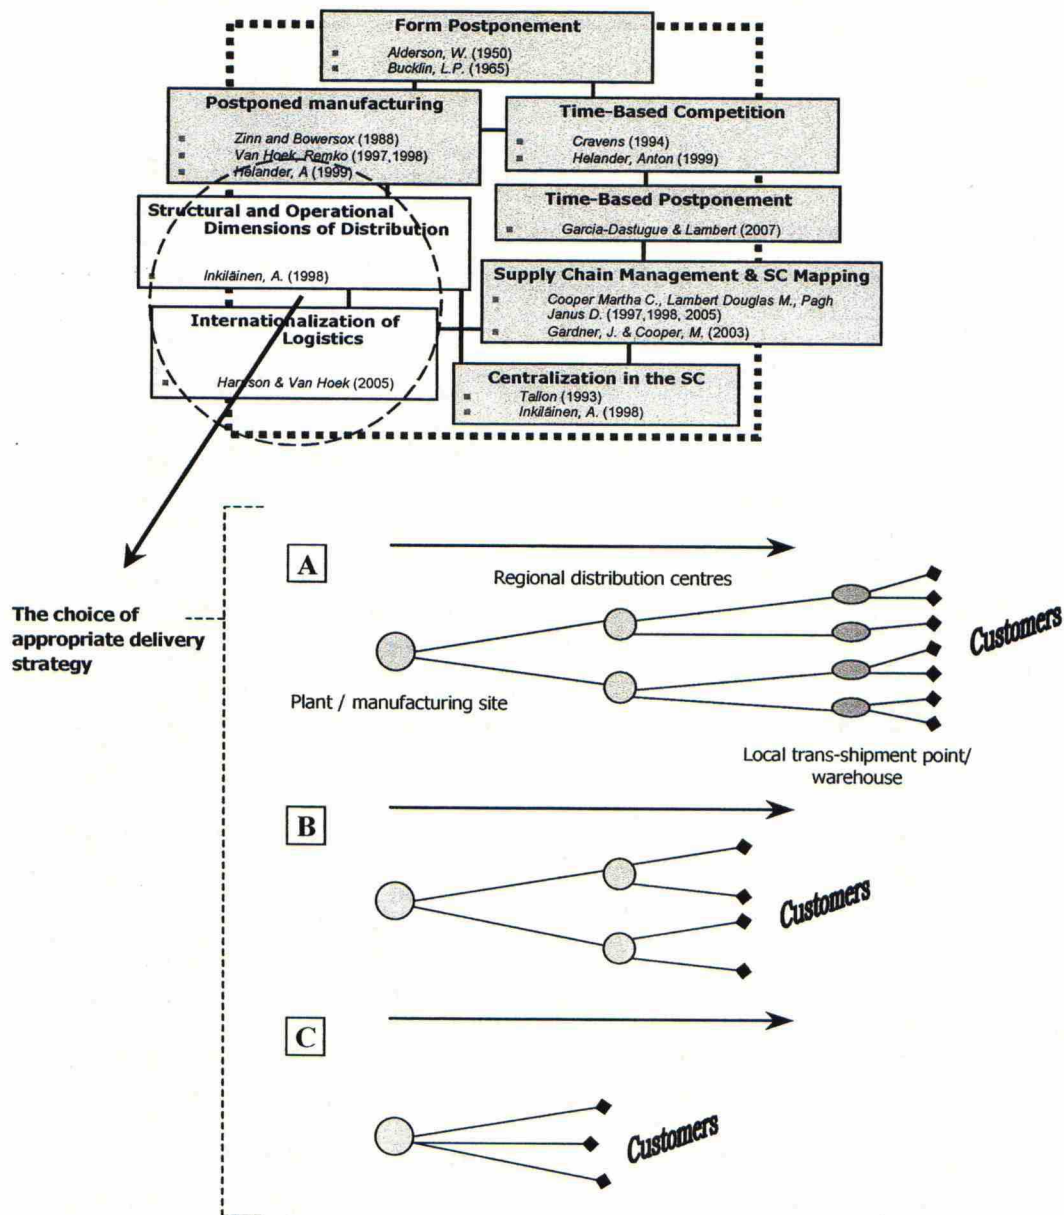 Form Postponement
Alderson, W. (1950)
Bucklin, L.P. (1965)
Postponed manufacturing
Zinn and Bowersox (1988)
Van Hoek, Remko (1997,1998)
Helander, A (1999)
Time-Based Competition
Cravens (1994)
Helander, Anton (1999)
Time-Based Postponement
Garcia-Dastugue & Lambert (2007)
Structural and Operational
Dimensions of Distribution
Inkiläinen, A. (1998)
Supply Chain Management & SC Mapping
Cooper Martha C., Lambert Douglas M., Pagh
Janus D. (1997,1998, 2005)
Gardner, J. & Cooper, M. (2003)
Internationalization of
Logistics
Harrison & Van Hoek (2005)
Centralization in the SC
Tallon (1993)
Inkiläinen, A. (1998)
The choice of
appropriate delivery
strategy
A
Regional distribution centres
Customers
Plant / manufacturing site
Local trans-shipment point/
warehouse
B
Customers
C
Customers